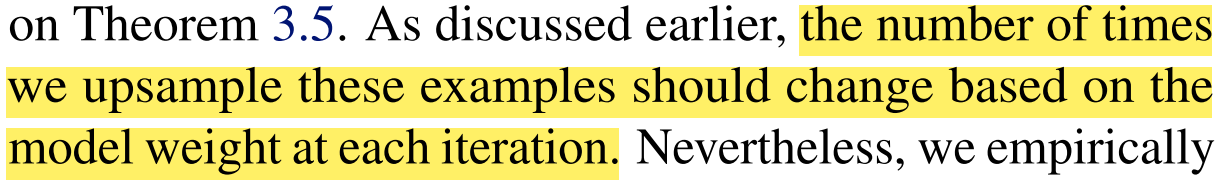 on Theorem 3.5. As discussed earlier, the number of times
we upsample these examples should change based on the
model weight at each iteration. Nevertheless, we empirically